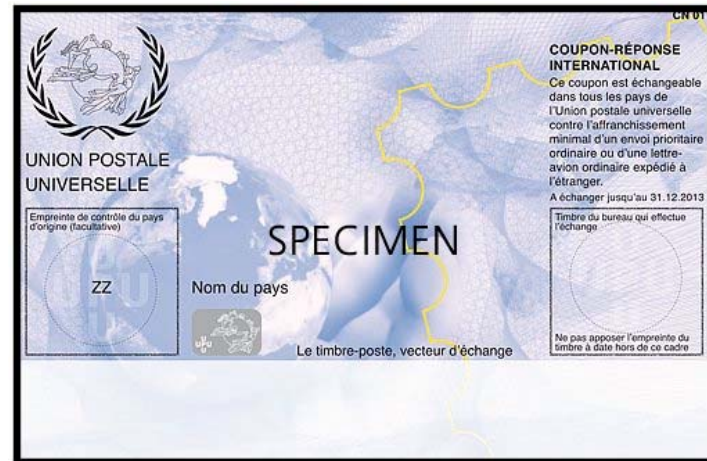 CN 01
COUPON-RÉPONSE
INTERNATIONAL
Ce coupon est échangeable
dans tous les pays de
l'Union postale universelle
contre l'affranchissement
minimal d'un envoi prioritaire
ordinaire ou d'une lettre-
avion ordinaire expédié à
l'étranger.
A échanger jusqu'au 31.12.2013
UNION POSTALE
UNIVERSELLE
Empreinte de contrôle du pays
d'origine (facultative)
ZZ
SPECIMEN
Nom du pays
UPU
Le timbre-poste, vecteur d'échange
Timbre du bureau qui effectue
l'échange
Ne pas apposer l'empreinte du
timbre à date hors de ce cadre